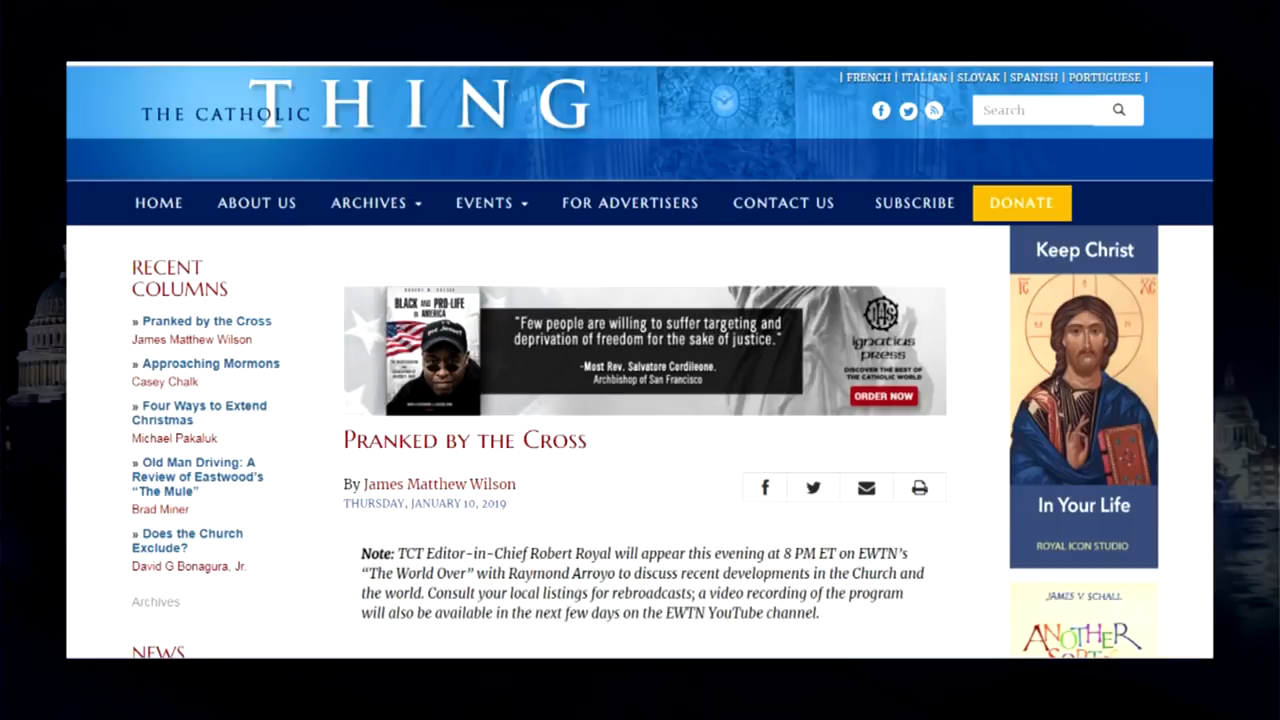 THE CATHOLIC THING
| FRENCH | ITALIAN | SLOVAK | SPANISH | PORTUGUESE |
Search
HOME
ABOUT US
ARCHIVES
EVENTS
FOR ADVERTISERS
CONTACT US
SUBSCRIBE
DONATE
RECENT
COLUMNS
» Pranked by the Cross
James Matthew Wilson
» Approaching Mormons
Casey Chalk
» Four Ways to Extend
Christmas
Michael Pakaluk
» Old Man Driving: A
Review of Eastwood's
"The Mule"
Brad Miner
» Does the Church
Exclude?
David G Bonagura, Jr.
Archives
NEWS
BLACK AND PRO-LIFE
IN AMERICA
"Few people are willing to suffer targeting and
deprivation of freedom for the sake of justice."
-Most Rev. Salvatore Cordileone,
Archbishop of San Francisco
IHS
ignatius
press
DISCOVER THE BEST OF
THE CATHOLIC WORLD
ORDER NOW
PRANKED BY THE CROSS
By James Matthew Wilson
THURSDAY, JANUARY 10, 2019
Note: TCT Editor-in-Chief Robert Royal will appear this evening at 8 PM ET on EWTN's
"The World Over" with Raymond Arroyo to discuss recent developments in the Church and
the world. Consult your local listings for rebroadcasts; a video recording of the program
will also be available in the next few days on the EWTN YouTube channel.
Keep Christ
IC XC
In Your Life
ROYAL ICON STUDIO
JAMES V SCHALL
ANOTHER
SORT